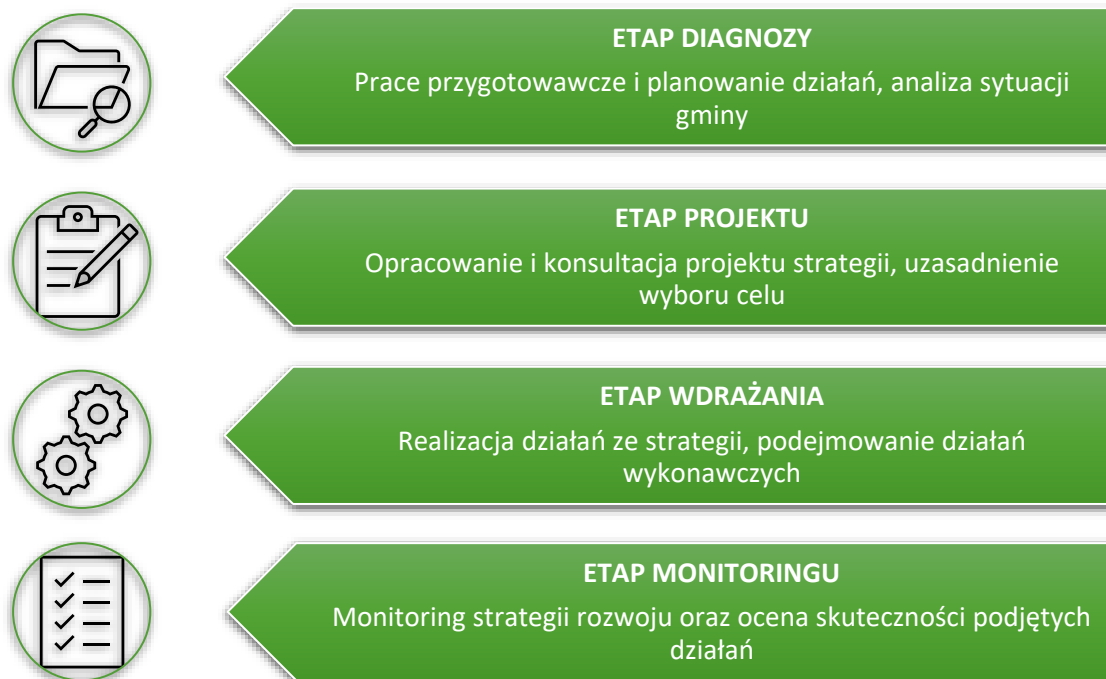 ETAP DIAGNOZY
Prace przygotowawcze i planowanie działań, analiza sytuacji
gminy
ETAP PROJEKTU
Opracowanie i konsultacja projektu strategii, uzasadnienie
wyboru celu
ETAP WDRAŻANIA
Realizacja działań ze strategii, podejmowanie działań
wykonawczych
ETAP MONITORINGU
Monitoring strategii rozwoju oraz ocena skuteczności podjętych
działań